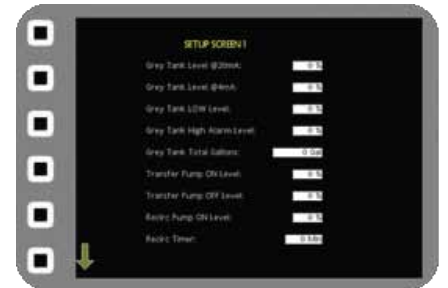 SETUP SCREEN 1
Grey Tank Level @20mA: 0 %
Grey Tank Level @4mA: 0 %
Grey Tank LOW Level: 0 %
Grey Tank High Alarm Level: 0 %
Grey Tank Total Gallons: 0 Gal
Transfer Pump ON Level: 0 %
Transfer Pump OFF Level: 0 %
Recirc Pump ON Level: 0 %
Recirc Timer: 0 Min